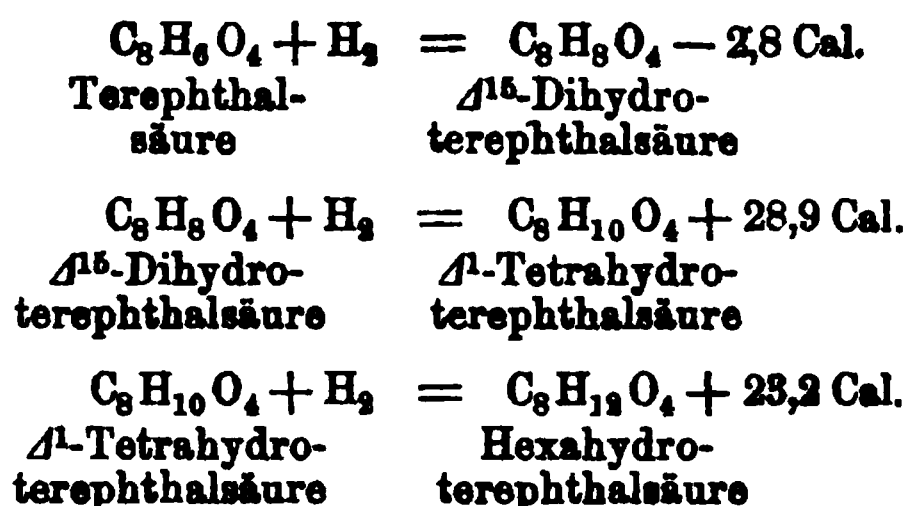 C₈H₆O₄ + H₂ = C₈H₈O₄ — 2,8 Cal.
Terephthal- Δ¹⁵-Dihydro-
säure terephthalsäure
C₈H₈O₄ + H₂ = C₈H₁₀O₄ + 28,9 Cal.
Δ¹⁵-Dihydro- Δ¹-Tetrahydro-
terephthalsäure terephthalsäure
C₈H₁₀O₄ + H₂ = C₈H₁₂O₄ + 23,2 Cal.
Δ¹-Tetrahydro- Hexahydro-
terephthalsäure terephthalsäure